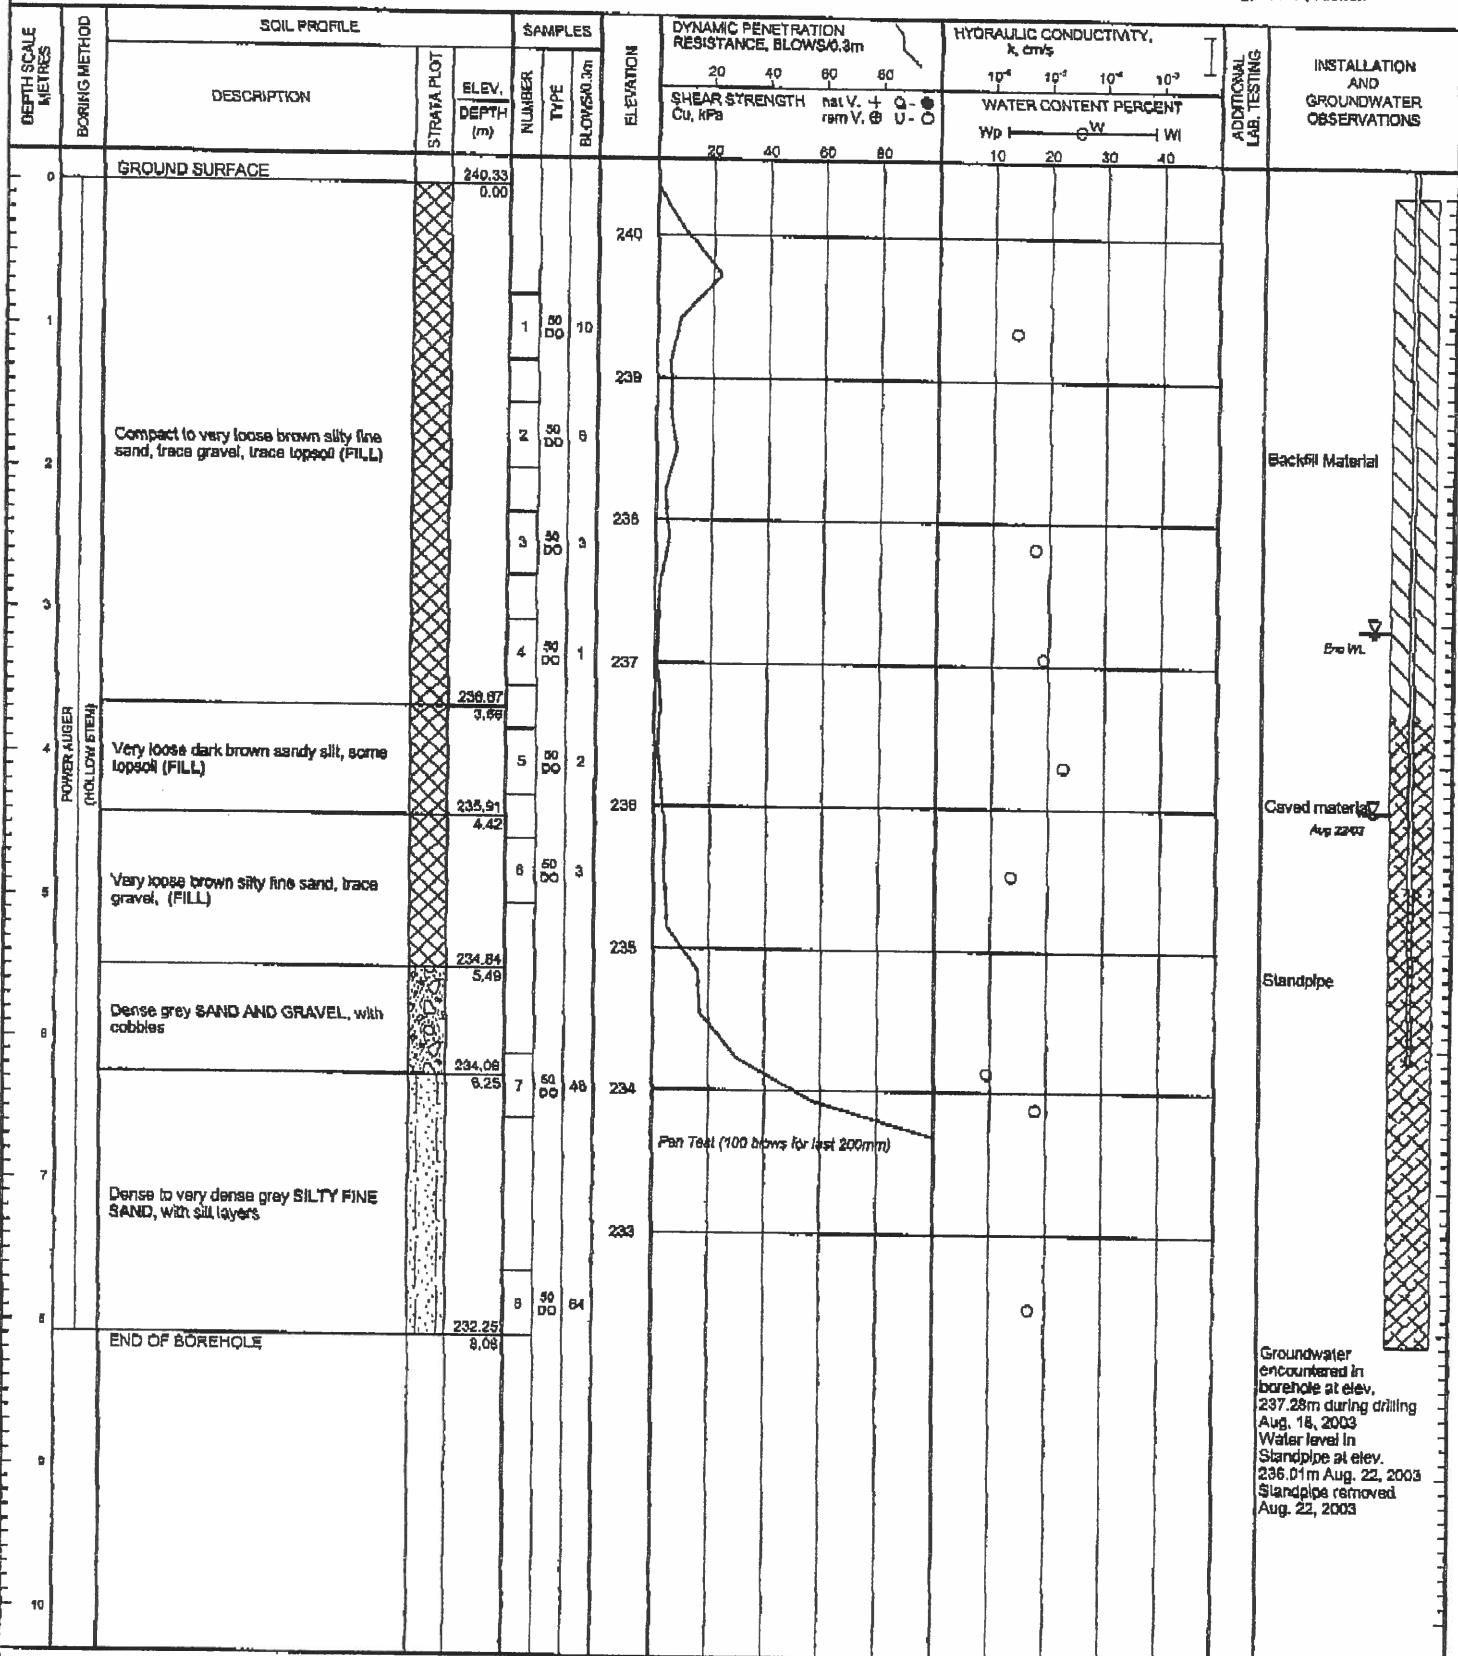 DEPTH SCALE
METRES
BORING METHOD
SOIL PROFILE
DESCRIPTION
STRATA PLOT
ELEV.
DEPTH
(m)
SAMPLES
NUMBER
TYPE
BLOWS/0.3m
ELEVATION
DYNAMIC PENETRATION
RESISTANCE, BLOWS/0.3m
20 40 60 80
SHEAR STRENGTH nat V. + Q - ●
Cu, kPa rem V. ⊕ U - O
20 40 60 80
HYDRAULIC CONDUCTIVITY,
k, cm/s
WATER CONTENT PERCENT
Wp W Wl
10 20 30 40
ADDITIONAL
LAB. TESTING
INSTALLATION
AND
GROUNDWATER
OBSERVATIONS
0
GROUND SURFACE
240.33
0.00
240
1
1 50 DO 10
239
Compact to very loose brown silty fine
sand, trace gravel, trace topsoil (FILL)
2 50 DO
2
Backfill Material
238
3 50 DO 3
3
4 50 DO 1
237
POWER AUGER
(HOLLOW STEM)
236.67
3.66
4
Very loose dark brown sandy silt, some
topsoil (FILL)
5 50 DO 2
236
235.91
4.42
Caved material
Aug 22/03
Very loose brown silty fine sand, trace
gravel, (FILL)
6 50 DO 3
5
235
234.84
5.49
Standpipe
Dense grey SAND AND GRAVEL, with
cobbles
6
234.08
6.25
7 50 DO
234
Pen Test (100 blows for last 200mm)
7
Dense to very dense grey SILTY FINE
SAND, with silt layers
233
8 50 DO 64
8
232.25
8.08
END OF BOREHOLE
Groundwater
encountered in
borehole at elev.
237.28m during drilling
Aug. 18, 2003
Water level in
Standpipe at elev.
236.01m Aug. 22, 2003
Standpipe removed
Aug. 22, 2003
9
10